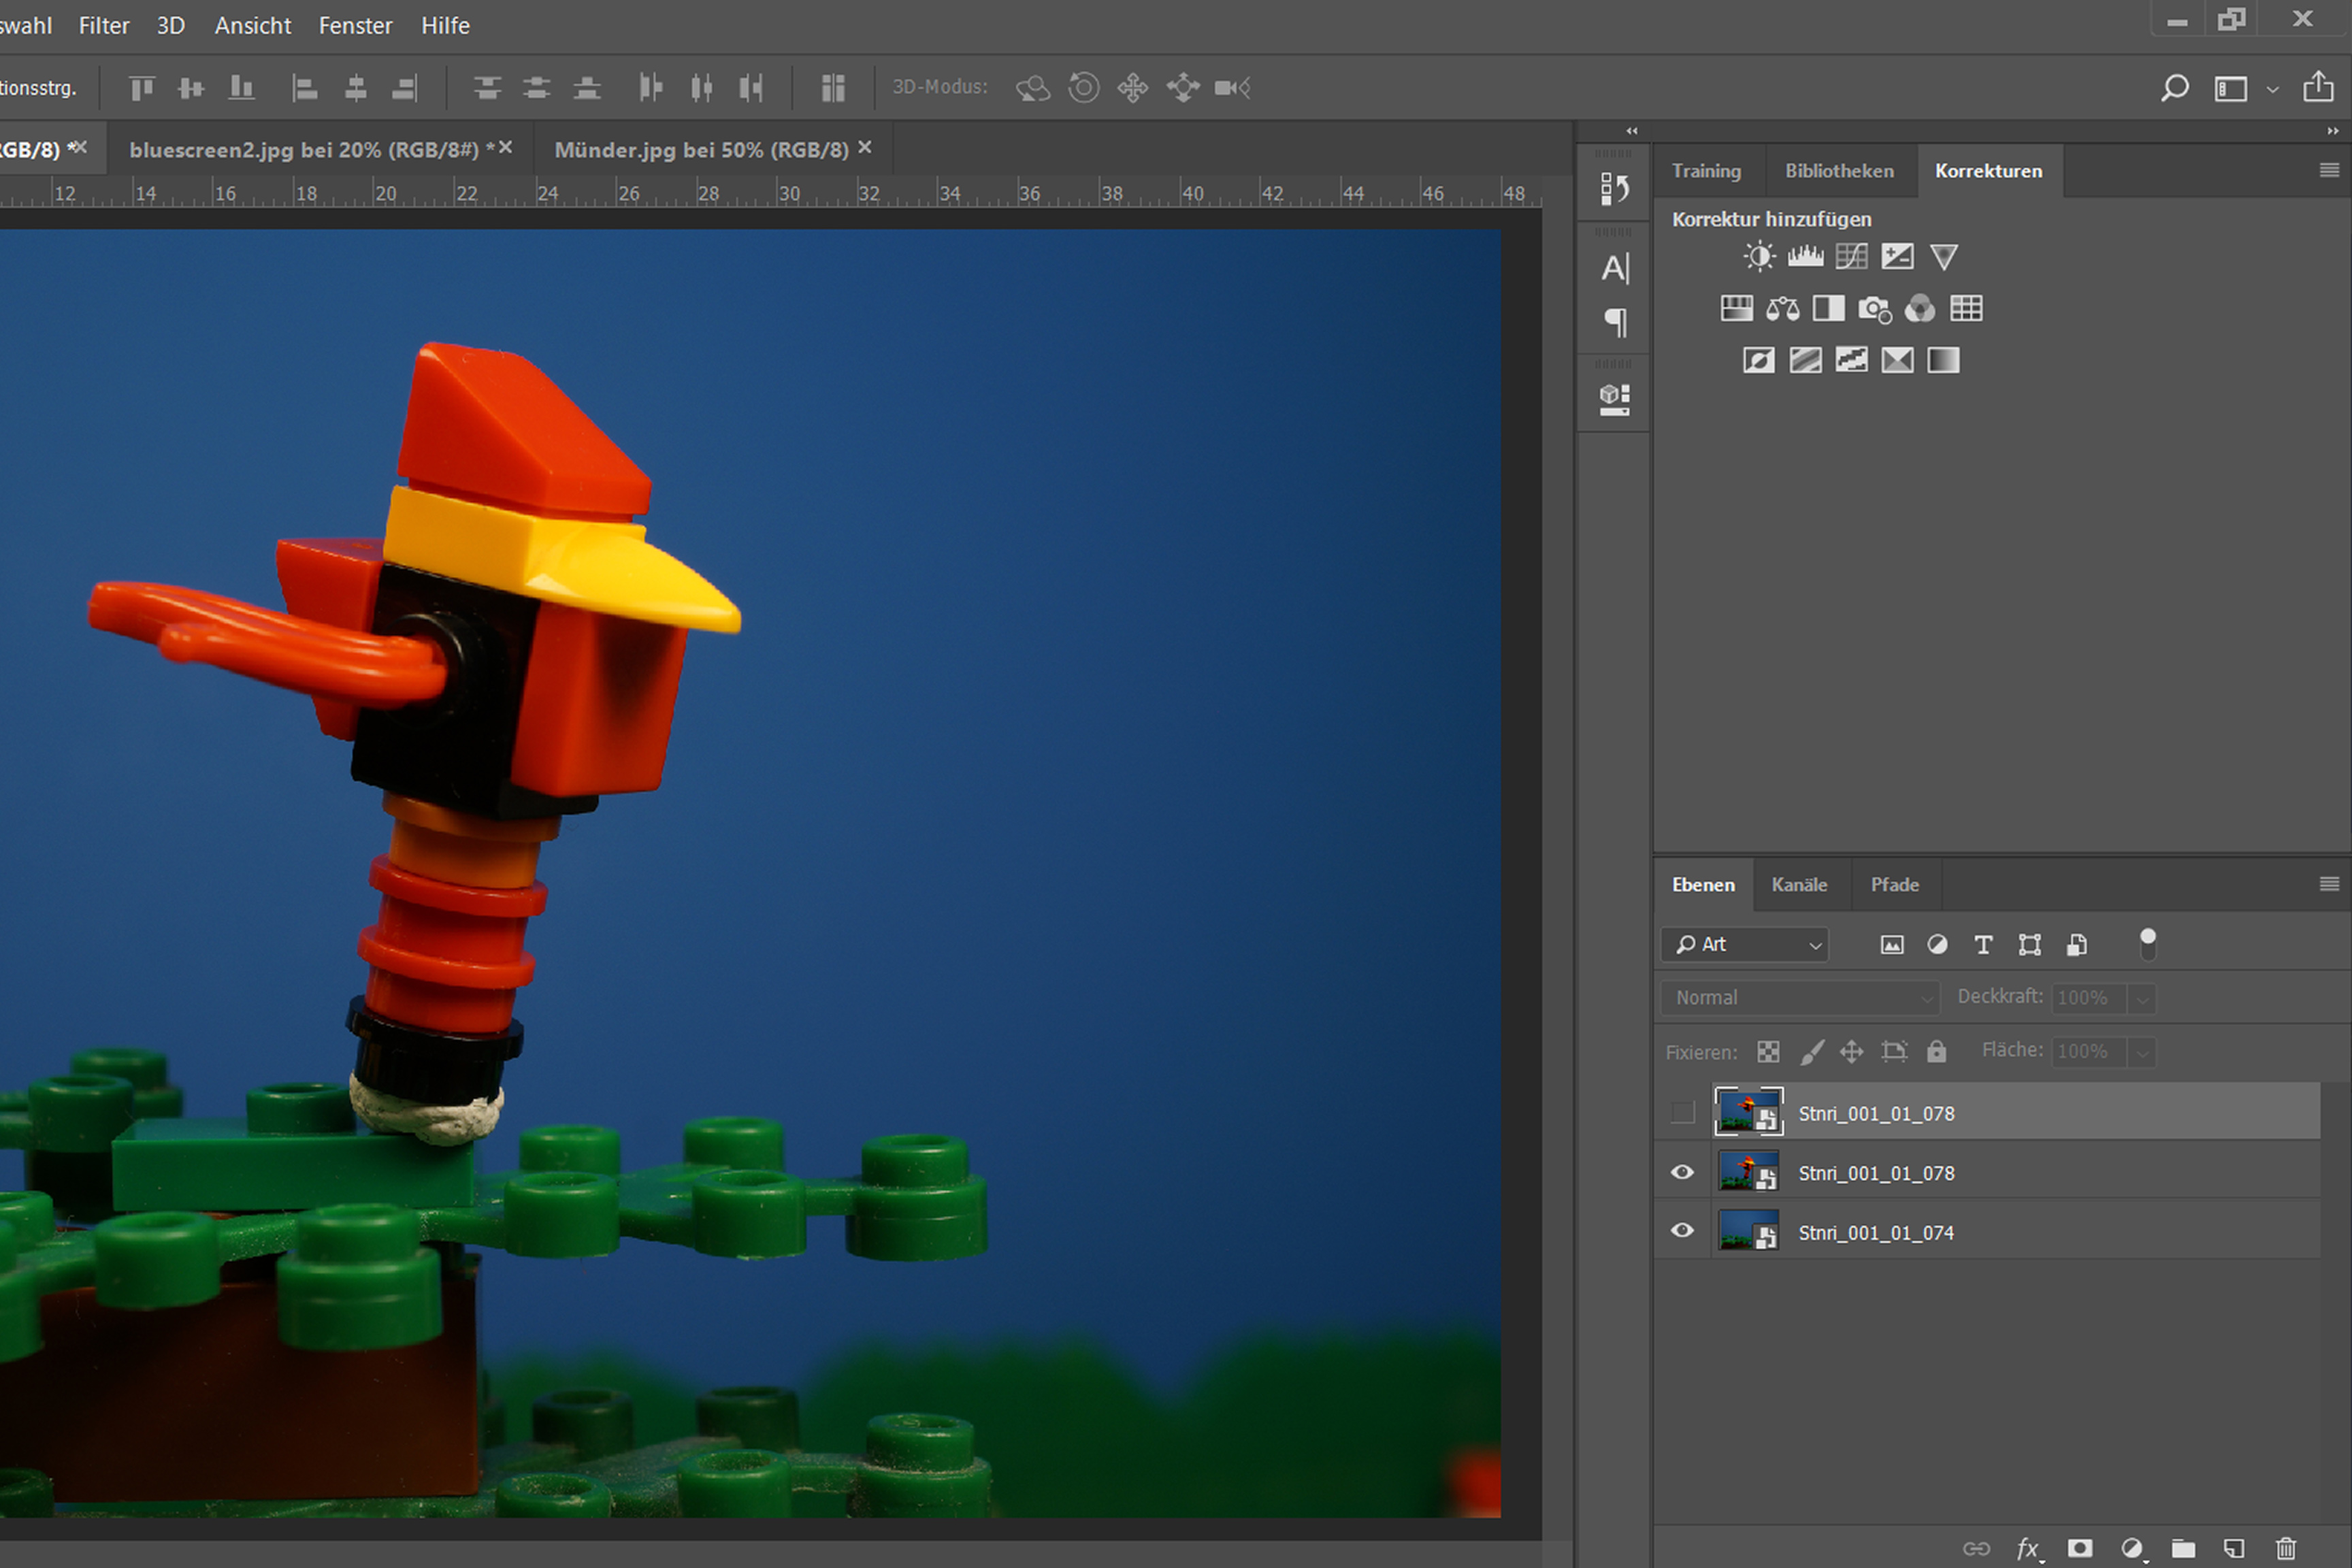 swahl Filter 3D Ansicht Fenster Hilfe
tionsstrg. 3D-Modus:
RGB/8) * bluescreen2.jpg bei 20% (RGB/8#) * Münder.jpg bei 50% (RGB/8)
12 14 16 18 20 22 24 26 28 30 32 34 36 38 40 42 44 46 48
Training Bibliotheken Korrekturen
Korrektur hinzufügen
Ebenen Kanäle Pfade
Art
Normal Deckkraft: 100%
Fixieren: Fläche: 100%
Stnri_001_01_078
Stnri_001_01_078
Stnri_001_01_074
fx